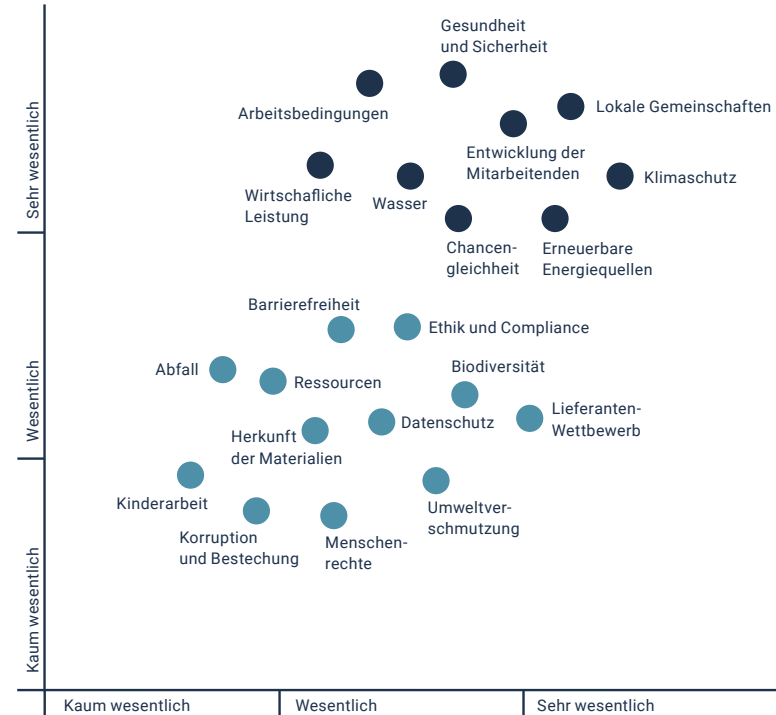 Gesundheit
und Sicherheit
Arbeitsbedingungen
Lokale Gemeinschaften
Entwicklung der
Mitarbeitenden
Klimaschutz
Wirtschafliche
Leistung
Wasser
Chancen-
gleichheit
Erneuerbare
Energiequellen
Sehr wesentlich
Barrierefreiheit
Ethik und Compliance
Abfall
Ressourcen
Biodiversität
Lieferanten-
Wettbewerb
Datenschutz
Herkunft
der Materialien
Wesentlich
Kinderarbeit
Korruption
und Bestechung
Menschen-
rechte
Umweltver-
schmutzung
Kaum wesentlich
Kaum wesentlich
Wesentlich
Sehr wesentlich